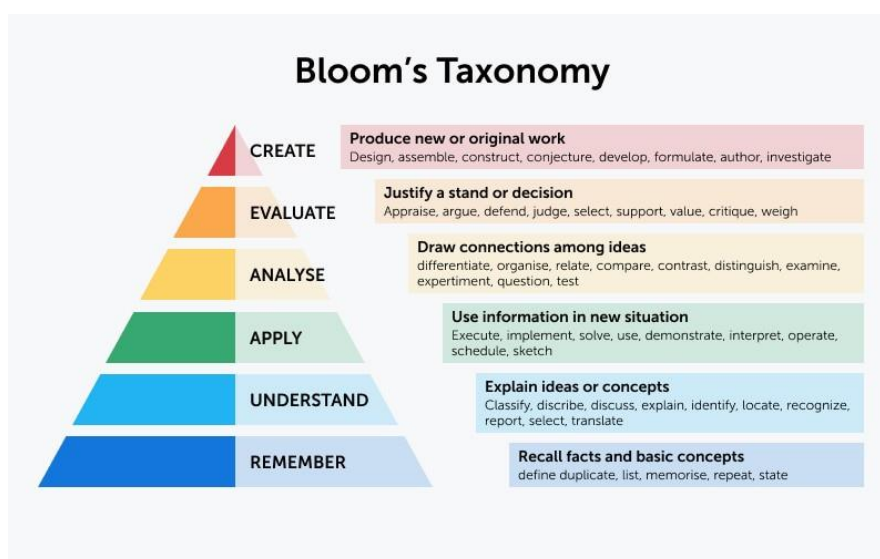 Bloom's Taxonomy
CREATE
Produce new or original work
Design, assemble, construct, conjecture, develop, formulate, author, investigate
EVALUATE
Justify a stand or decision
Appraise, argue, defend, judge, select, support, value, critique, weigh
ANALYSE
Draw connections among ideas
differentiate, organise, relate, compare, contrast, distinguish, examine,
expertiment, question, test
APPLY
Use information in new situation
Execute, implement, solve, use, demonstrate, interpret, operate,
schedule, sketch
UNDERSTAND
Explain ideas or concepts
Classify, discribe, discuss, explain, identify, locate, recognize,
report, select, translate
REMEMBER
Recall facts and basic concepts
define duplicate, list, memorise, repeat, state